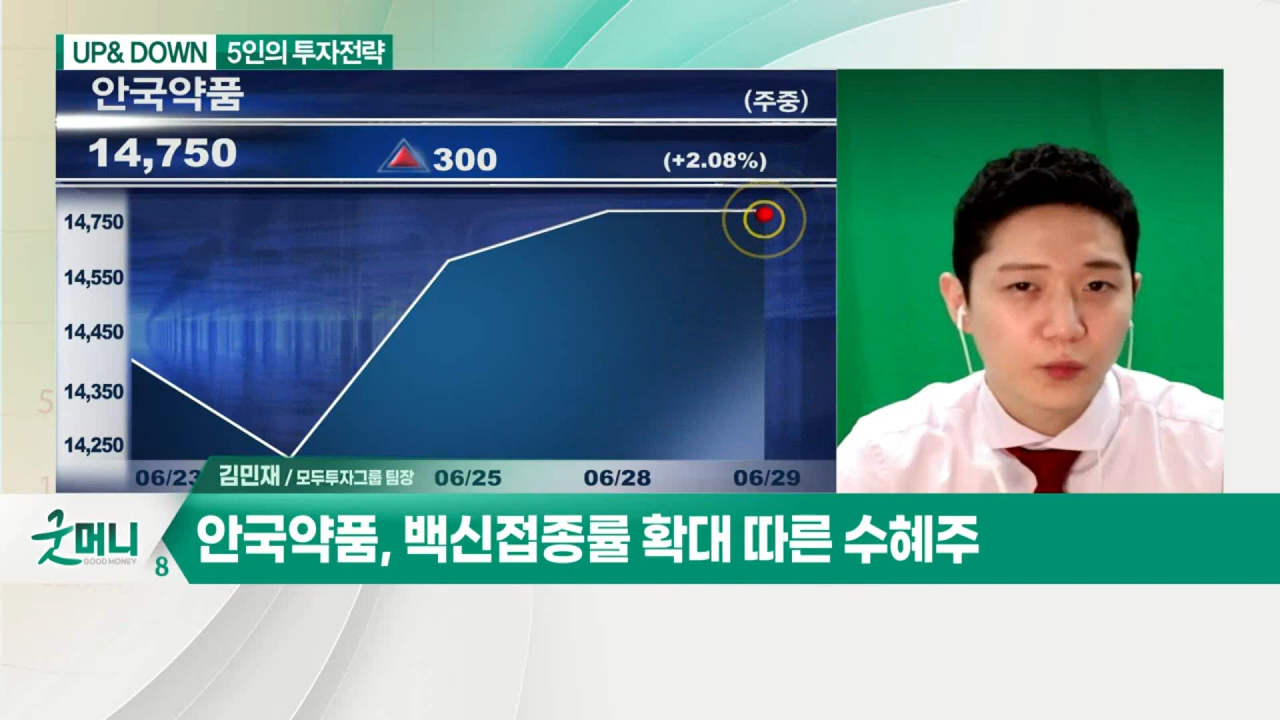 UP& DOWN 5인의 투자전략
안국약품 (주중)
14,750 ▲ 300 (+2.08%)
14,750
14,550
14,450
14,350
14,250
06/23 06/25 06/28 06/29
김민재 / 모두투자그룹 팀장
굿머니
GOOD MONEY
8
안국약품, 백신접종률 확대 따른 수혜주